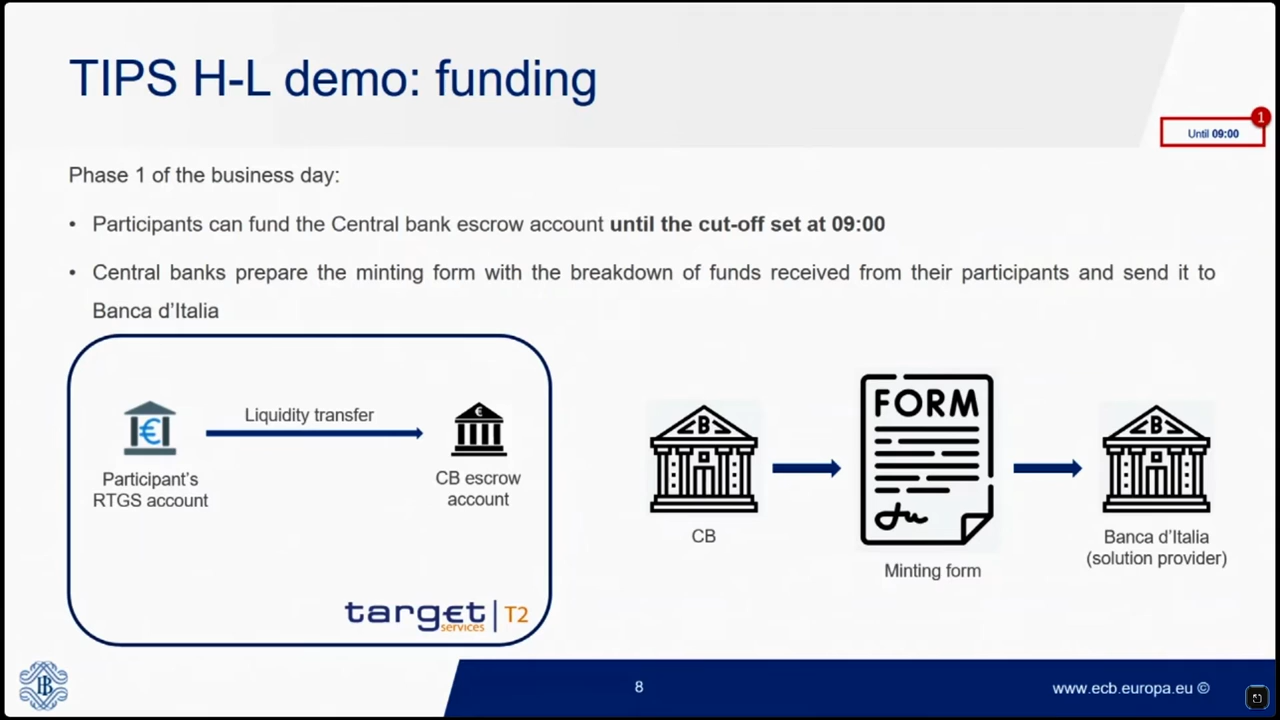 TIPS H-L demo: funding
1
Until 09:00
Phase 1 of the business day:
• Participants can fund the Central bank escrow account until the cut-off set at 09:00
• Central banks prepare the minting form with the breakdown of funds received from their participants and send it to
Banca d'Italia
Liquidity transfer
Participant's
RTGS account
CB escrow
account
target | T2
services
B
CB
FORM
Minting form
B
Banca d'Italia
(solution provider)
8
www.ecb.europa.eu ©